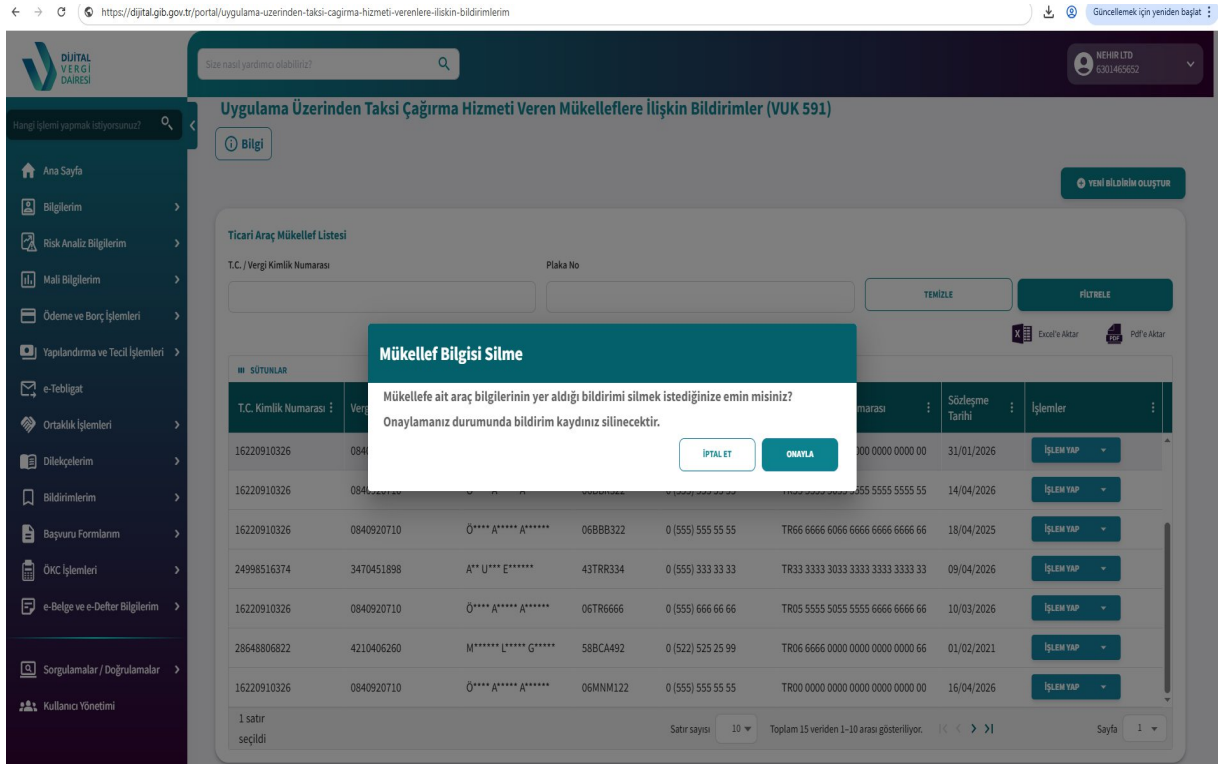 https://dijital.gib.gov.tr/portal/uygulama-uzerinden-taksi-cagirma-hizmeti-verenlere-iliskin-bildirimlerim
Güncellemek için yeniden başlat
DİJİTAL
VERGİ
DAİRESİ
Size nasıl yardımcı olabiliriz?
NEHIR LTD
6301465652
Hangi işlemi yapmak istiyorsunuz?
Ana Sayfa
Bilgilerim
Risk Analiz Bilgilerim
Mali Bilgilerim
Ödeme ve Borç İşlemleri
Yapılandırma ve Tecil İşlemleri
e-Tebligat
Ortaklık İşlemleri
Dilekçelerim
Bildirimlerim
Başvuru Formlarım
ÖKC İşlemleri
e-Belge ve e-Defter Bilgilerim
Sorgulamalar / Doğrulamalar
Kullanıcı Yönetimi
Uygulama Üzerinden Taksi Çağırma Hizmeti Veren Mükelleflere İlişkin Bildirimler (VUK 591)
Bilgi
YENİ BİLDİRİM OLUŞTUR
Ticari Araç Mükellef Listesi
T.C. / Vergi Kimlik Numarası Plaka No
TEMİZLE FİLTRELE
Excel'e Aktar Pdf'e Aktar
Mükellef Bilgisi Silme
Mükellefe ait araç bilgilerinin yer aldığı bildirimi silmek istediğinize emin misiniz?
Onaylamanız durumunda bildirim kaydınız silinecektir.
İPTAL ET ONAYLA
SÜTUNLAR
T.C. Kimlik Numarası Sözleşme Tarihi İşlemler
16220910326 31/01/2026 İŞLEM YAP
16220910326 14/04/2026 İŞLEM YAP
16220910326 0840920710 Ö**** A***** A****** 06BBB322 0 (555) 555 55 55 TR66 6666 6066 6666 6666 6666 66 18/04/2025 İŞLEM YAP
24998516374 3470451898 A** U*** E****** 43TRR334 0 (555) 333 33 33 TR33 3333 3033 3333 3333 3333 33 09/04/2026 İŞLEM YAP
16220910326 0840920710 Ö**** A***** A****** 06TR6666 0 (555) 666 66 66 TR05 5555 5055 5555 6666 6666 66 10/03/2026 İŞLEM YAP
28648806822 4210406260 M****** L***** G***** 58BCA492 0 (522) 525 25 99 TR06 6666 0000 0000 0000 0000 66 01/02/2021 İŞLEM YAP
16220910326 0840920710 Ö**** A***** A****** 06MNM122 0 (555) 555 55 55 TR00 0000 0000 0000 0000 0000 00 16/04/2026 İŞLEM YAP
1 satır
seçildi
Satır sayısı 10 Toplam 15 veriden 1–10 arası gösteriliyor. Sayfa 1